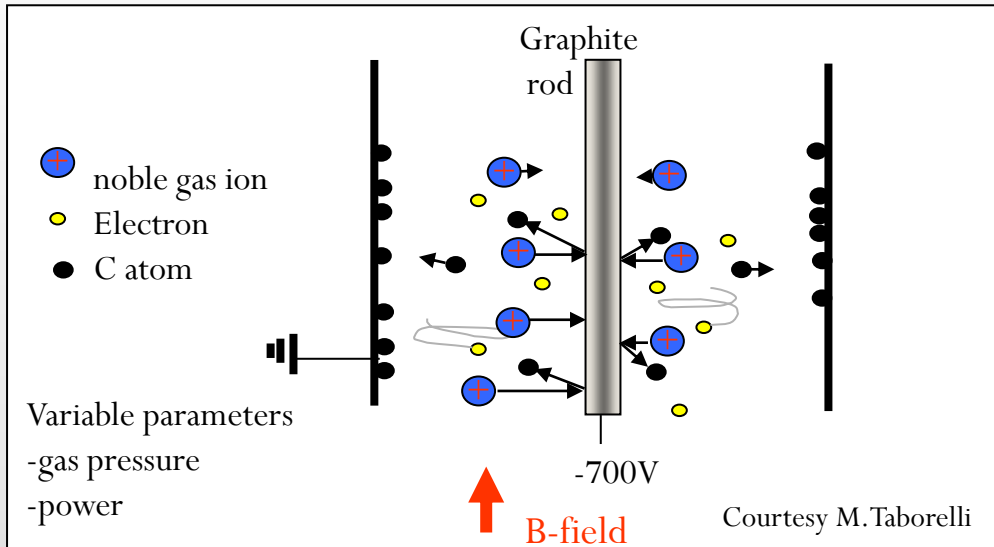 Graphite
rod
+ noble gas ion
Electron
C atom
+ +
+ +
+ +
+
Variable parameters
-gas pressure
-power
-700V
B-field
Courtesy M.Taborelli